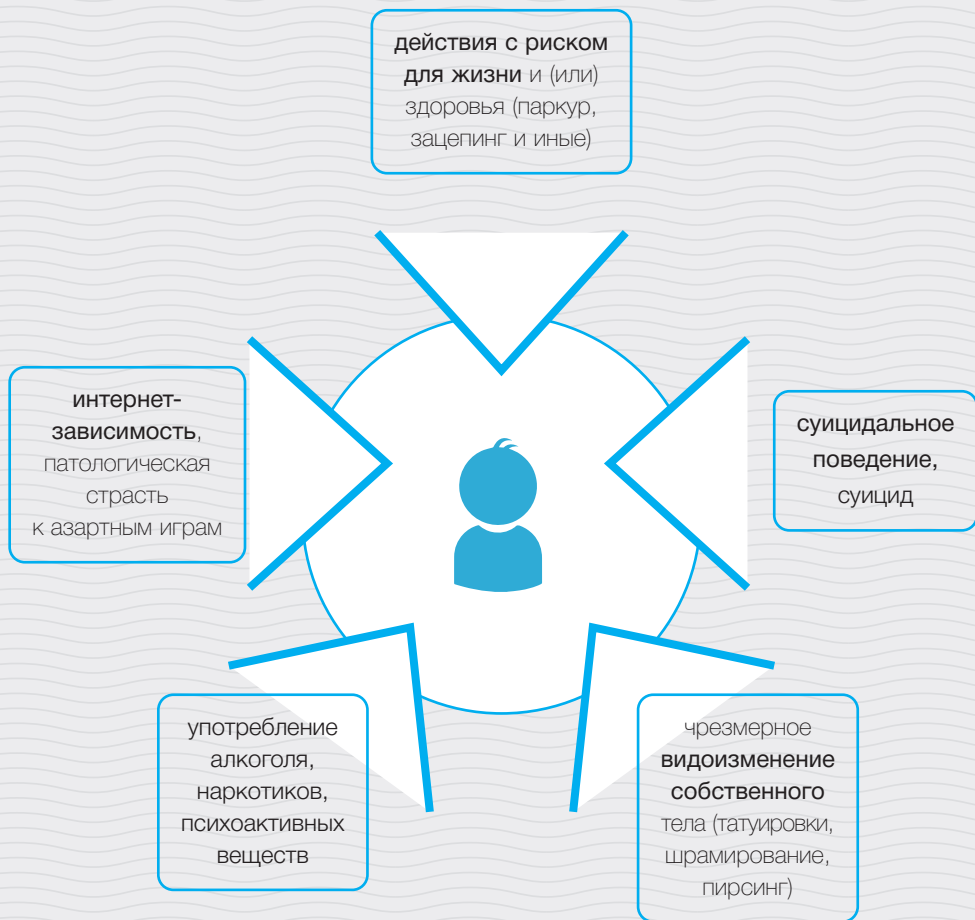 действия с риском
для жизни и (или)
здоровья (паркур,
зацепинг и иные)
интернет-
зависимость,
патологическая
страсть
к азартным играм
суицидальное
поведение,
суицид
употребление
алкоголя,
наркотиков,
психоактивных
веществ
чрезмерное
видоизменение
собственного
тела (татуировки,
шрамирование,
пирсинг)